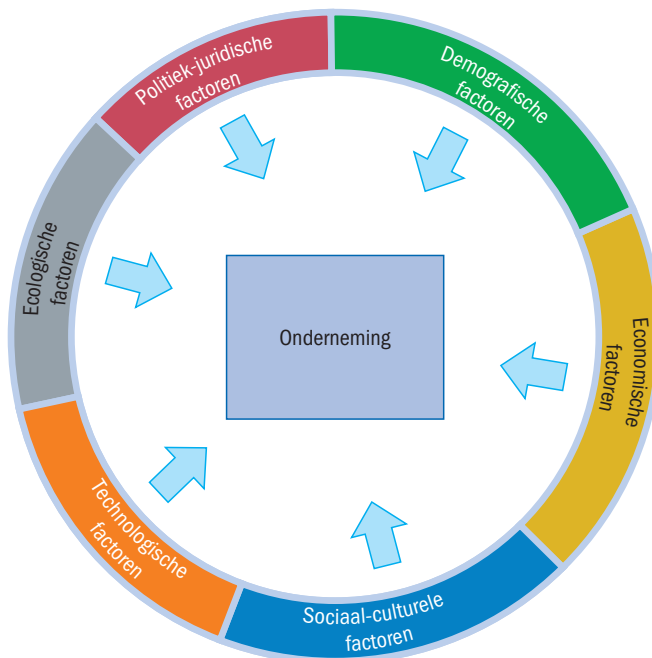 Politiek-juridische
factoren
Demografische
factoren
Economische
factoren
Sociaal-culturele
factoren
Technologische
factoren
Ecologische
factoren
Onderneming